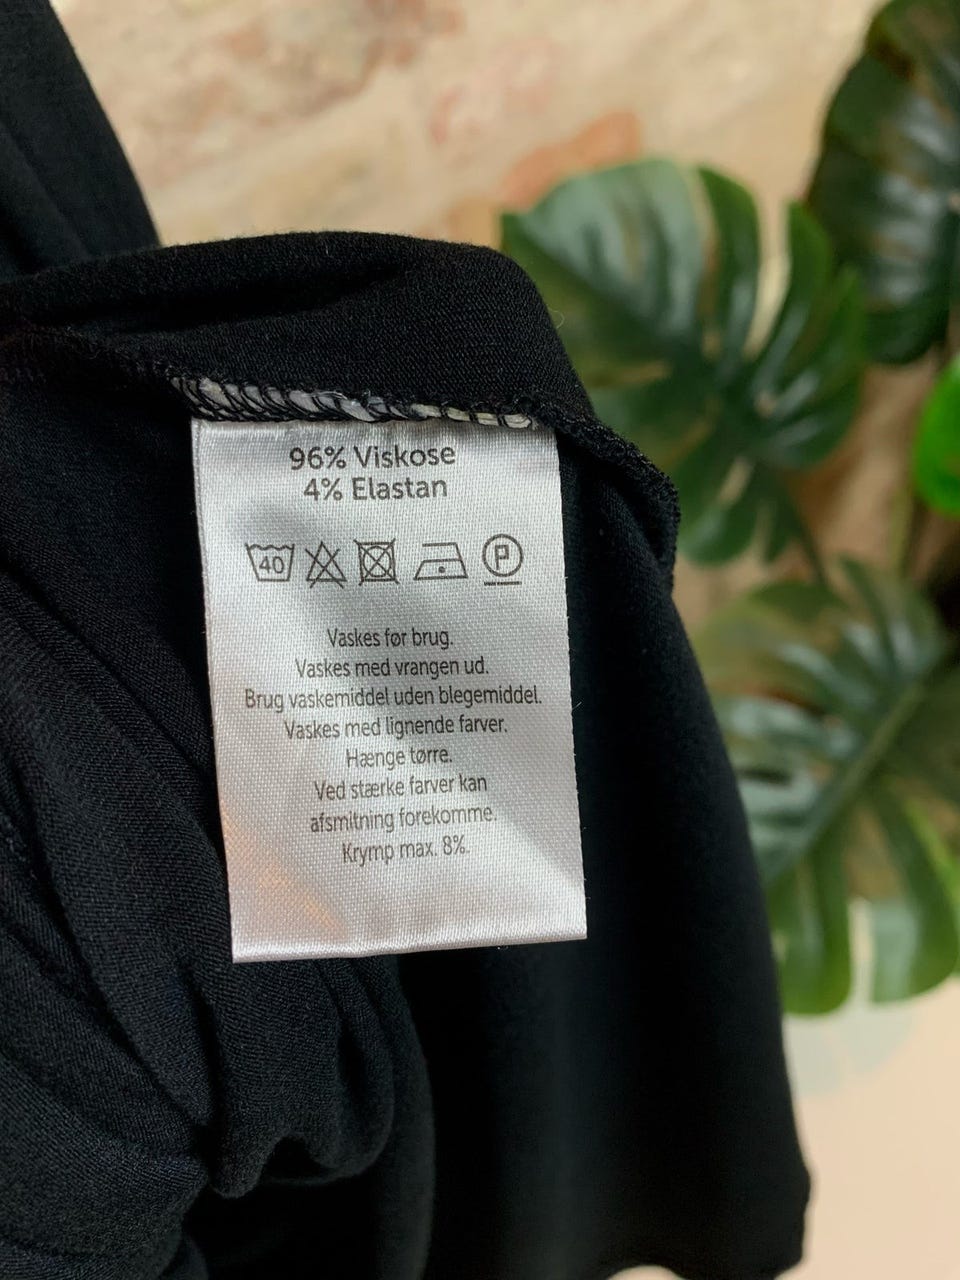 96% Viskose
4% Elastan
40 P
Vaskes før brug.
Vaskes med vrangen ud.
Brug vaskemiddel uden blegemiddel.
Vaskes med lignende farver.
Hænge tørre.
Ved stærke farver kan
afsmitning forekomme.
Krymp max. 8%.